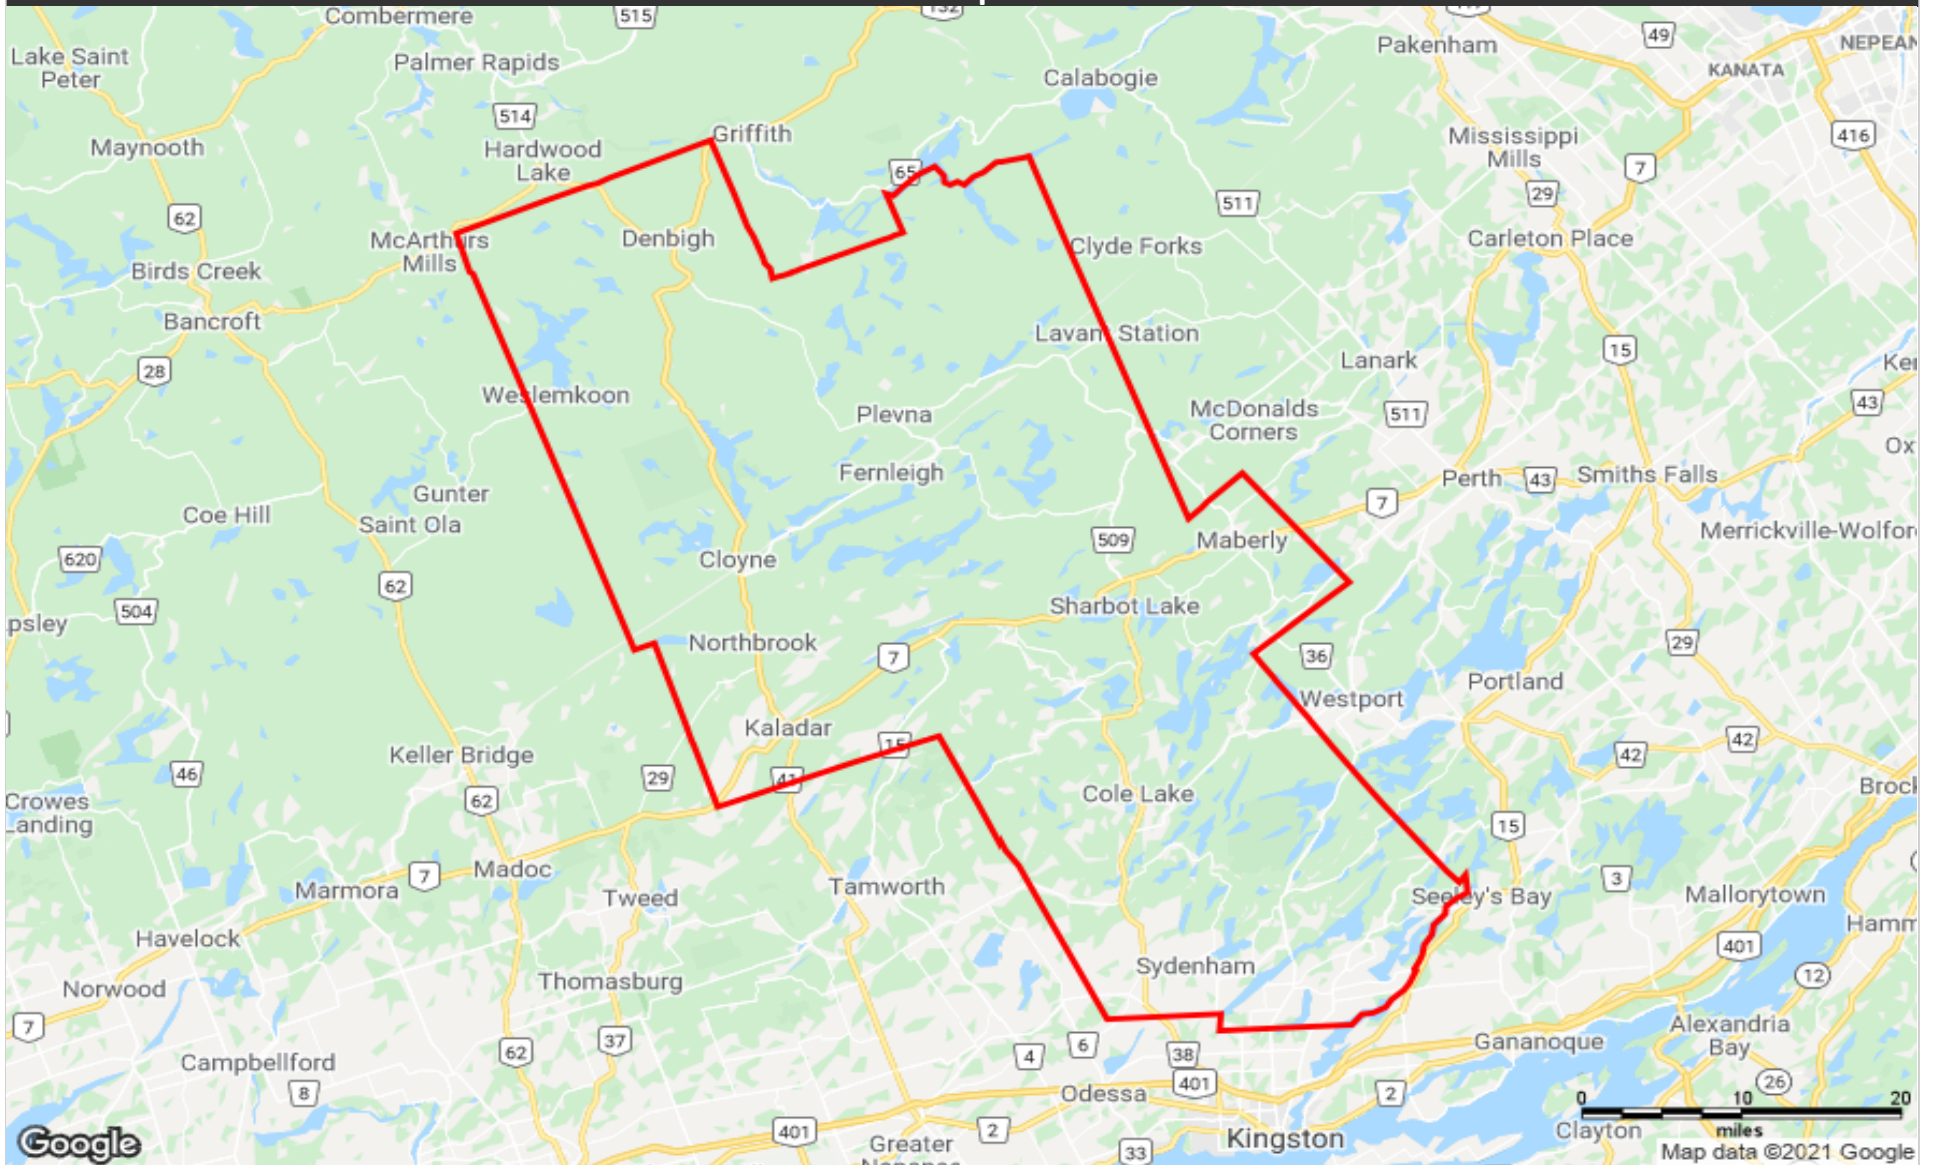 Combermere
515
132
Pakenham
49
NEPEAN
KANATA
Lake Saint
Peter
Palmer Rapids
Calabogie
514
Maynooth
Hardwood
Lake
Griffith
Mississippi
Mills
416
7
65
29
62
511
McArthurs
Mills
Denbigh
Clyde Forks
Carleton Place
Birds Creek
Bancroft
Lavant Station
15
28
Lanark
Weslemkoon
Plevna
McDonalds
Corners
511
43
Fernleigh
Perth
43
Smiths Falls
Gunter
Saint Ola
Coe Hill
7
509
Maberly
Merrickville-Wolfor
620
Cloyne
62
504
psley
Sharbot Lake
Northbrook
7
36
29
Westport
Portland
Kaladar
15
42
42
Keller Bridge
46
29
41
62
Cole Lake
Crowes
Landing
Brock
15
Madoc
7
Marmora
Tamworth
Tweed
3
Seeley's Bay
Mallorytown
Hamm
Havelock
401
Sydenham
12
Thomasburg
Norwood
7
37
62
4
6
38
Gananoque
Alexandria
Bay
Campbellford
8
401
Odessa
2
26
0 10 20
miles
401
2
33
Greater
Kingston
Clayton
Google
Map data ©2021 Google